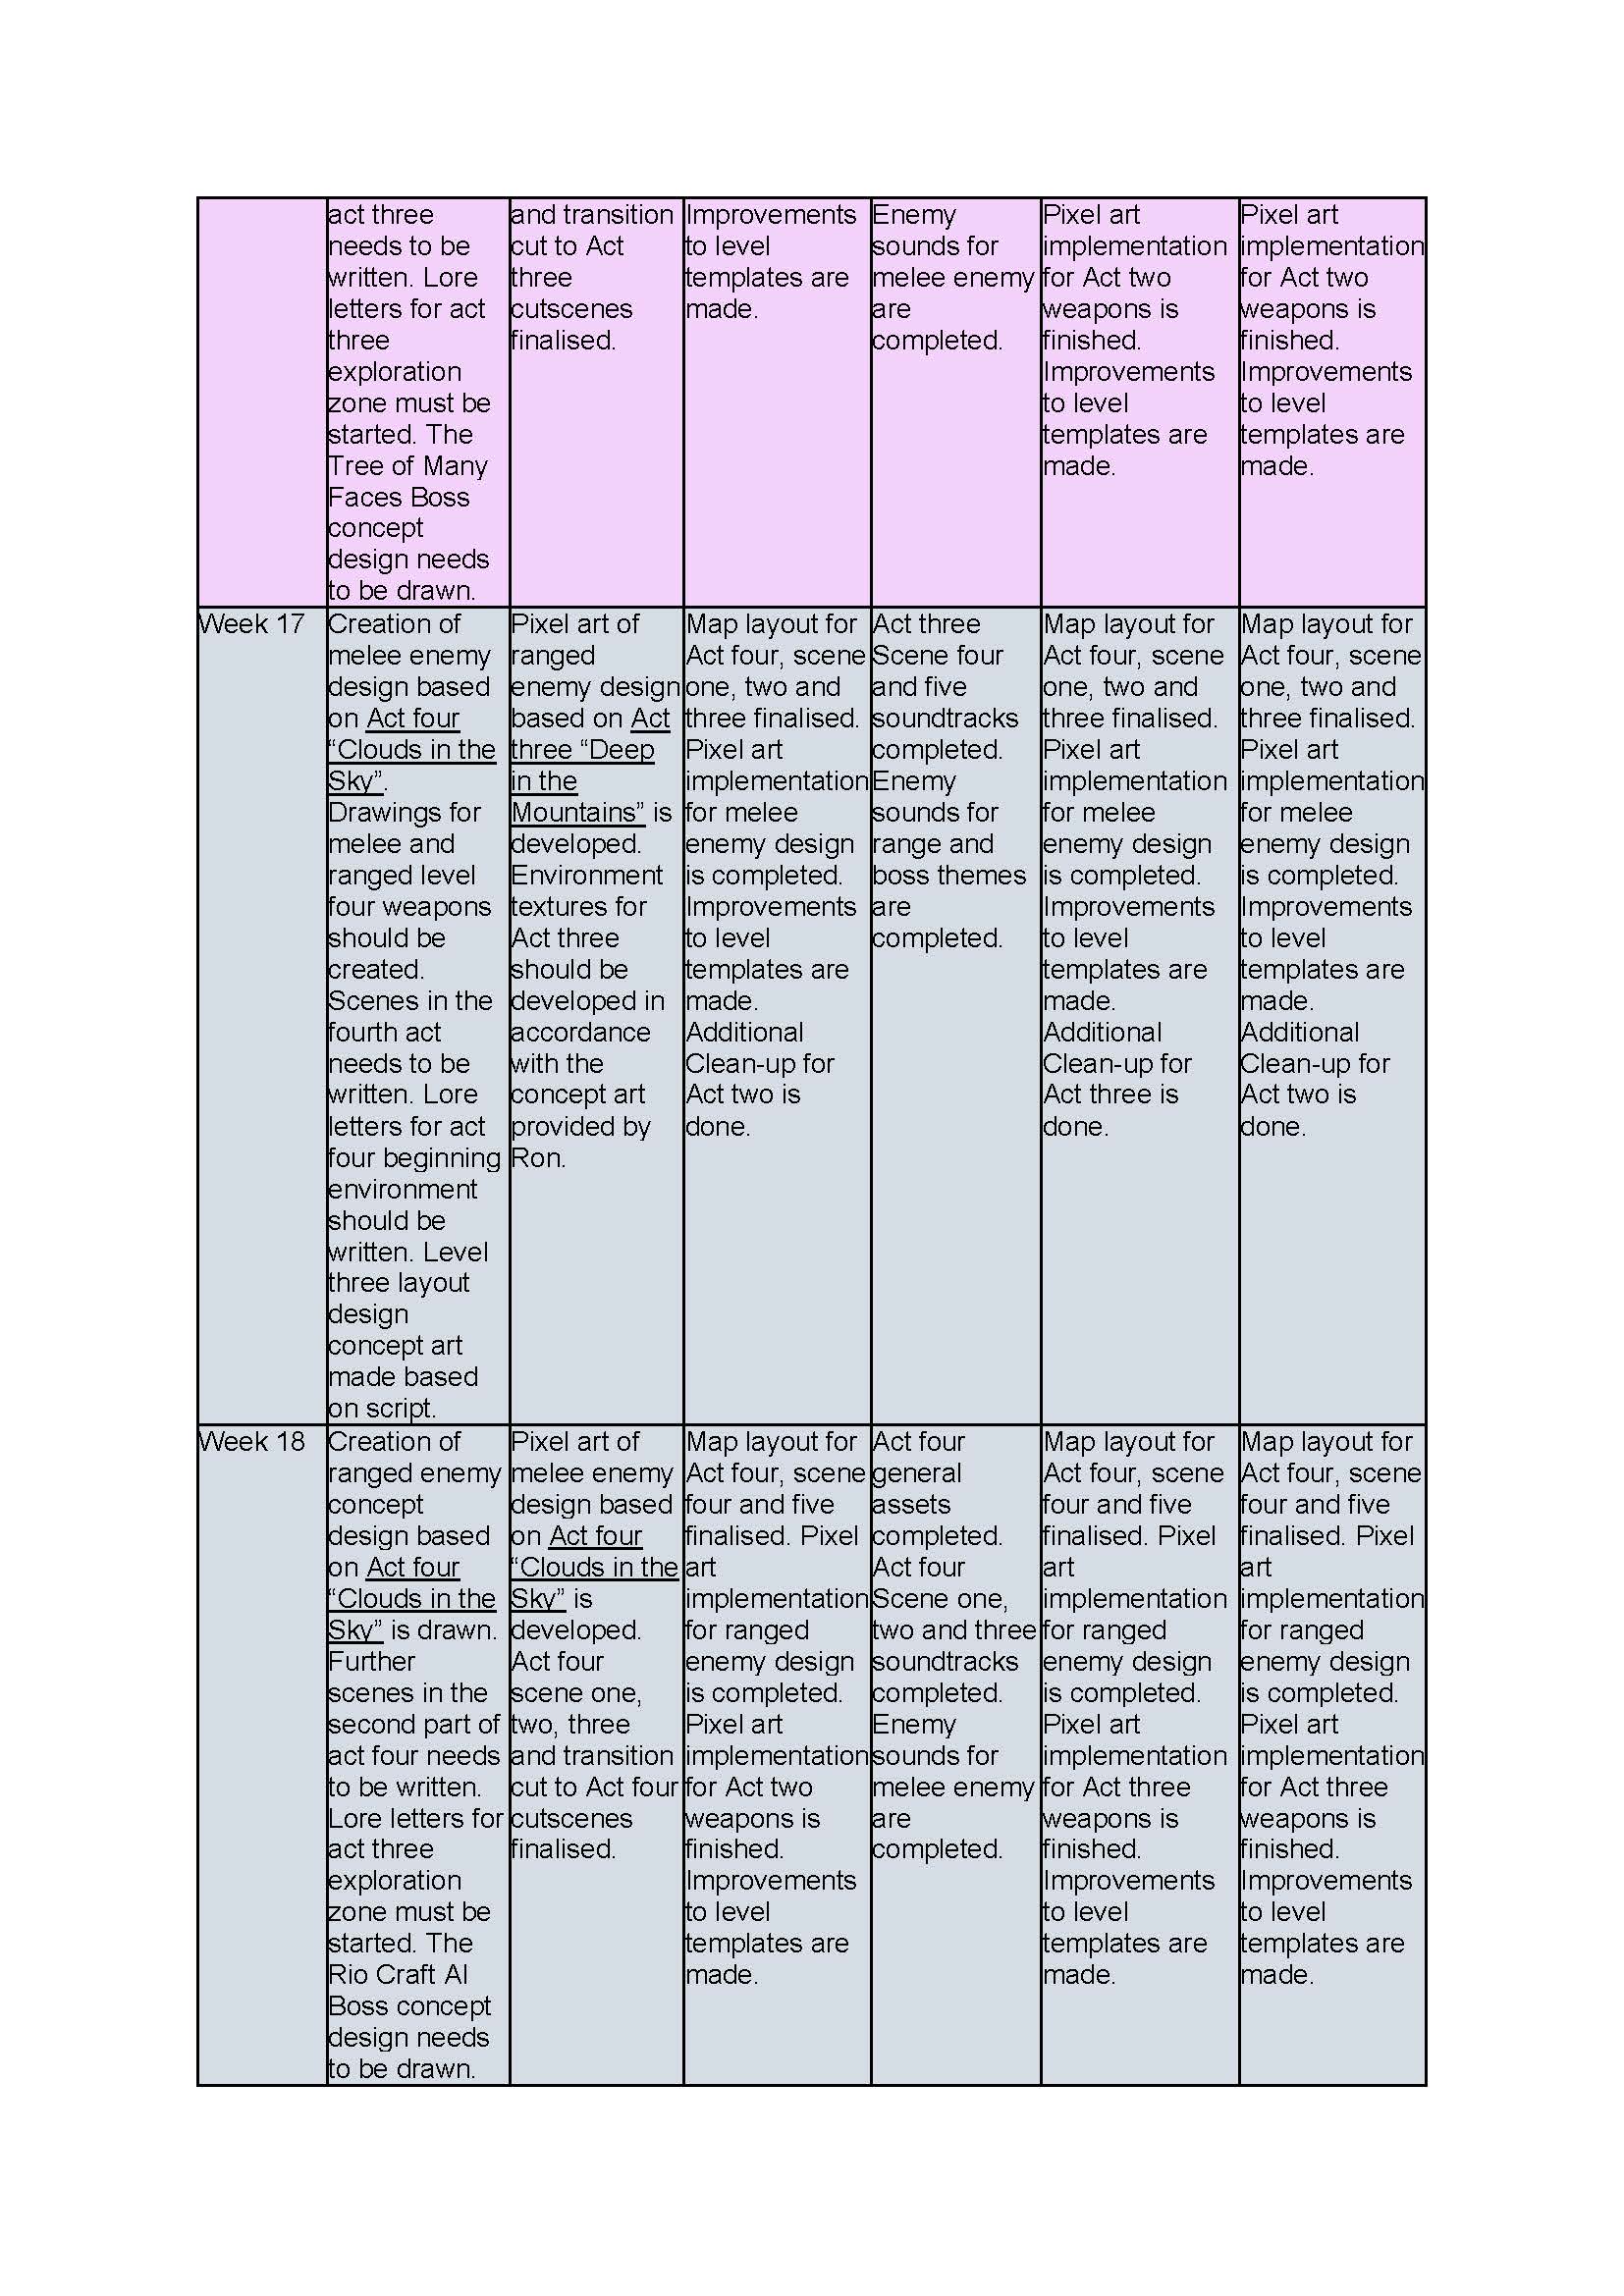 act three
needs to be
written. Lore
letters for act
three
exploration
zone must be
started. The
Tree of Many
Faces Boss
concept
design needs
to be drawn.
and transition
cut to Act
three
cutscenes
finalised.
Improvements
to level
templates are
made.
Enemy
sounds for
melee enemy
are
completed.
Pixel art
implementation
for Act two
weapons is
finished.
Improvements
to level
templates are
made.
Pixel art
implementation
for Act two
weapons is
finished.
Improvements
to level
templates are
made.
Week 17
Creation of
melee enemy
design based
on Act four
“Clouds in the
Sky”.
Drawings for
melee and
ranged level
four weapons
should be
created.
Scenes in the
fourth act
needs to be
written. Lore
letters for act
four beginning
environment
should be
written. Level
three layout
design
concept art
made based
on script.
Pixel art of
ranged
enemy design
based on Act
three “Deep
in the
Mountains” is
developed.
Environment
textures for
Act three
should be
developed in
accordance
with the
concept art
provided by
Ron.
Map layout for
Act four, scene
one, two and
three finalised.
Pixel art
implementation
for melee
enemy design
is completed.
Improvements
to level
templates are
made.
Additional
Clean-up for
Act two is
done.
Act three
Scene four
and five
soundtracks
completed.
Enemy
sounds for
range and
boss themes
are
completed.
Map layout for
Act four, scene
one, two and
three finalised.
Pixel art
implementation
for melee
enemy design
is completed.
Improvements
to level
templates are
made.
Additional
Clean-up for
Act three is
done.
Map layout for
Act four, scene
one, two and
three finalised.
Pixel art
implementation
for melee
enemy design
is completed.
Improvements
to level
templates are
made.
Additional
Clean-up for
Act two is
done.
Week 18
Creation of
ranged enemy
concept
design based
on Act four
“Clouds in the
Sky” is drawn.
Further
scenes in the
second part of
act four needs
to be written.
Lore letters for
act three
exploration
zone must be
started. The
Rio Craft AI
Boss concept
design needs
to be drawn.
Pixel art of
melee enemy
design based
on Act four
“Clouds in the
Sky” is
developed.
Act four
scene one,
two, three
and transition
cut to Act four
cutscenes
finalised.
Map layout for
Act four, scene
four and five
finalised. Pixel
art
implementation
for ranged
enemy design
is completed.
Pixel art
implementation
for Act two
weapons is
finished.
Improvements
to level
templates are
made.
Act four
general
assets
completed.
Act four
Scene one,
two and three
soundtracks
completed.
Enemy
sounds for
melee enemy
are
completed.
Map layout for
Act four, scene
four and five
finalised. Pixel
art
implementation
for ranged
enemy design
is completed.
Pixel art
implementation
for Act three
weapons is
finished.
Improvements
to level
templates are
made.
Map layout for
Act four, scene
four and five
finalised. Pixel
art
implementation
for ranged
enemy design
is completed.
Pixel art
implementation
for Act three
weapons is
finished.
Improvements
to level
templates are
made.